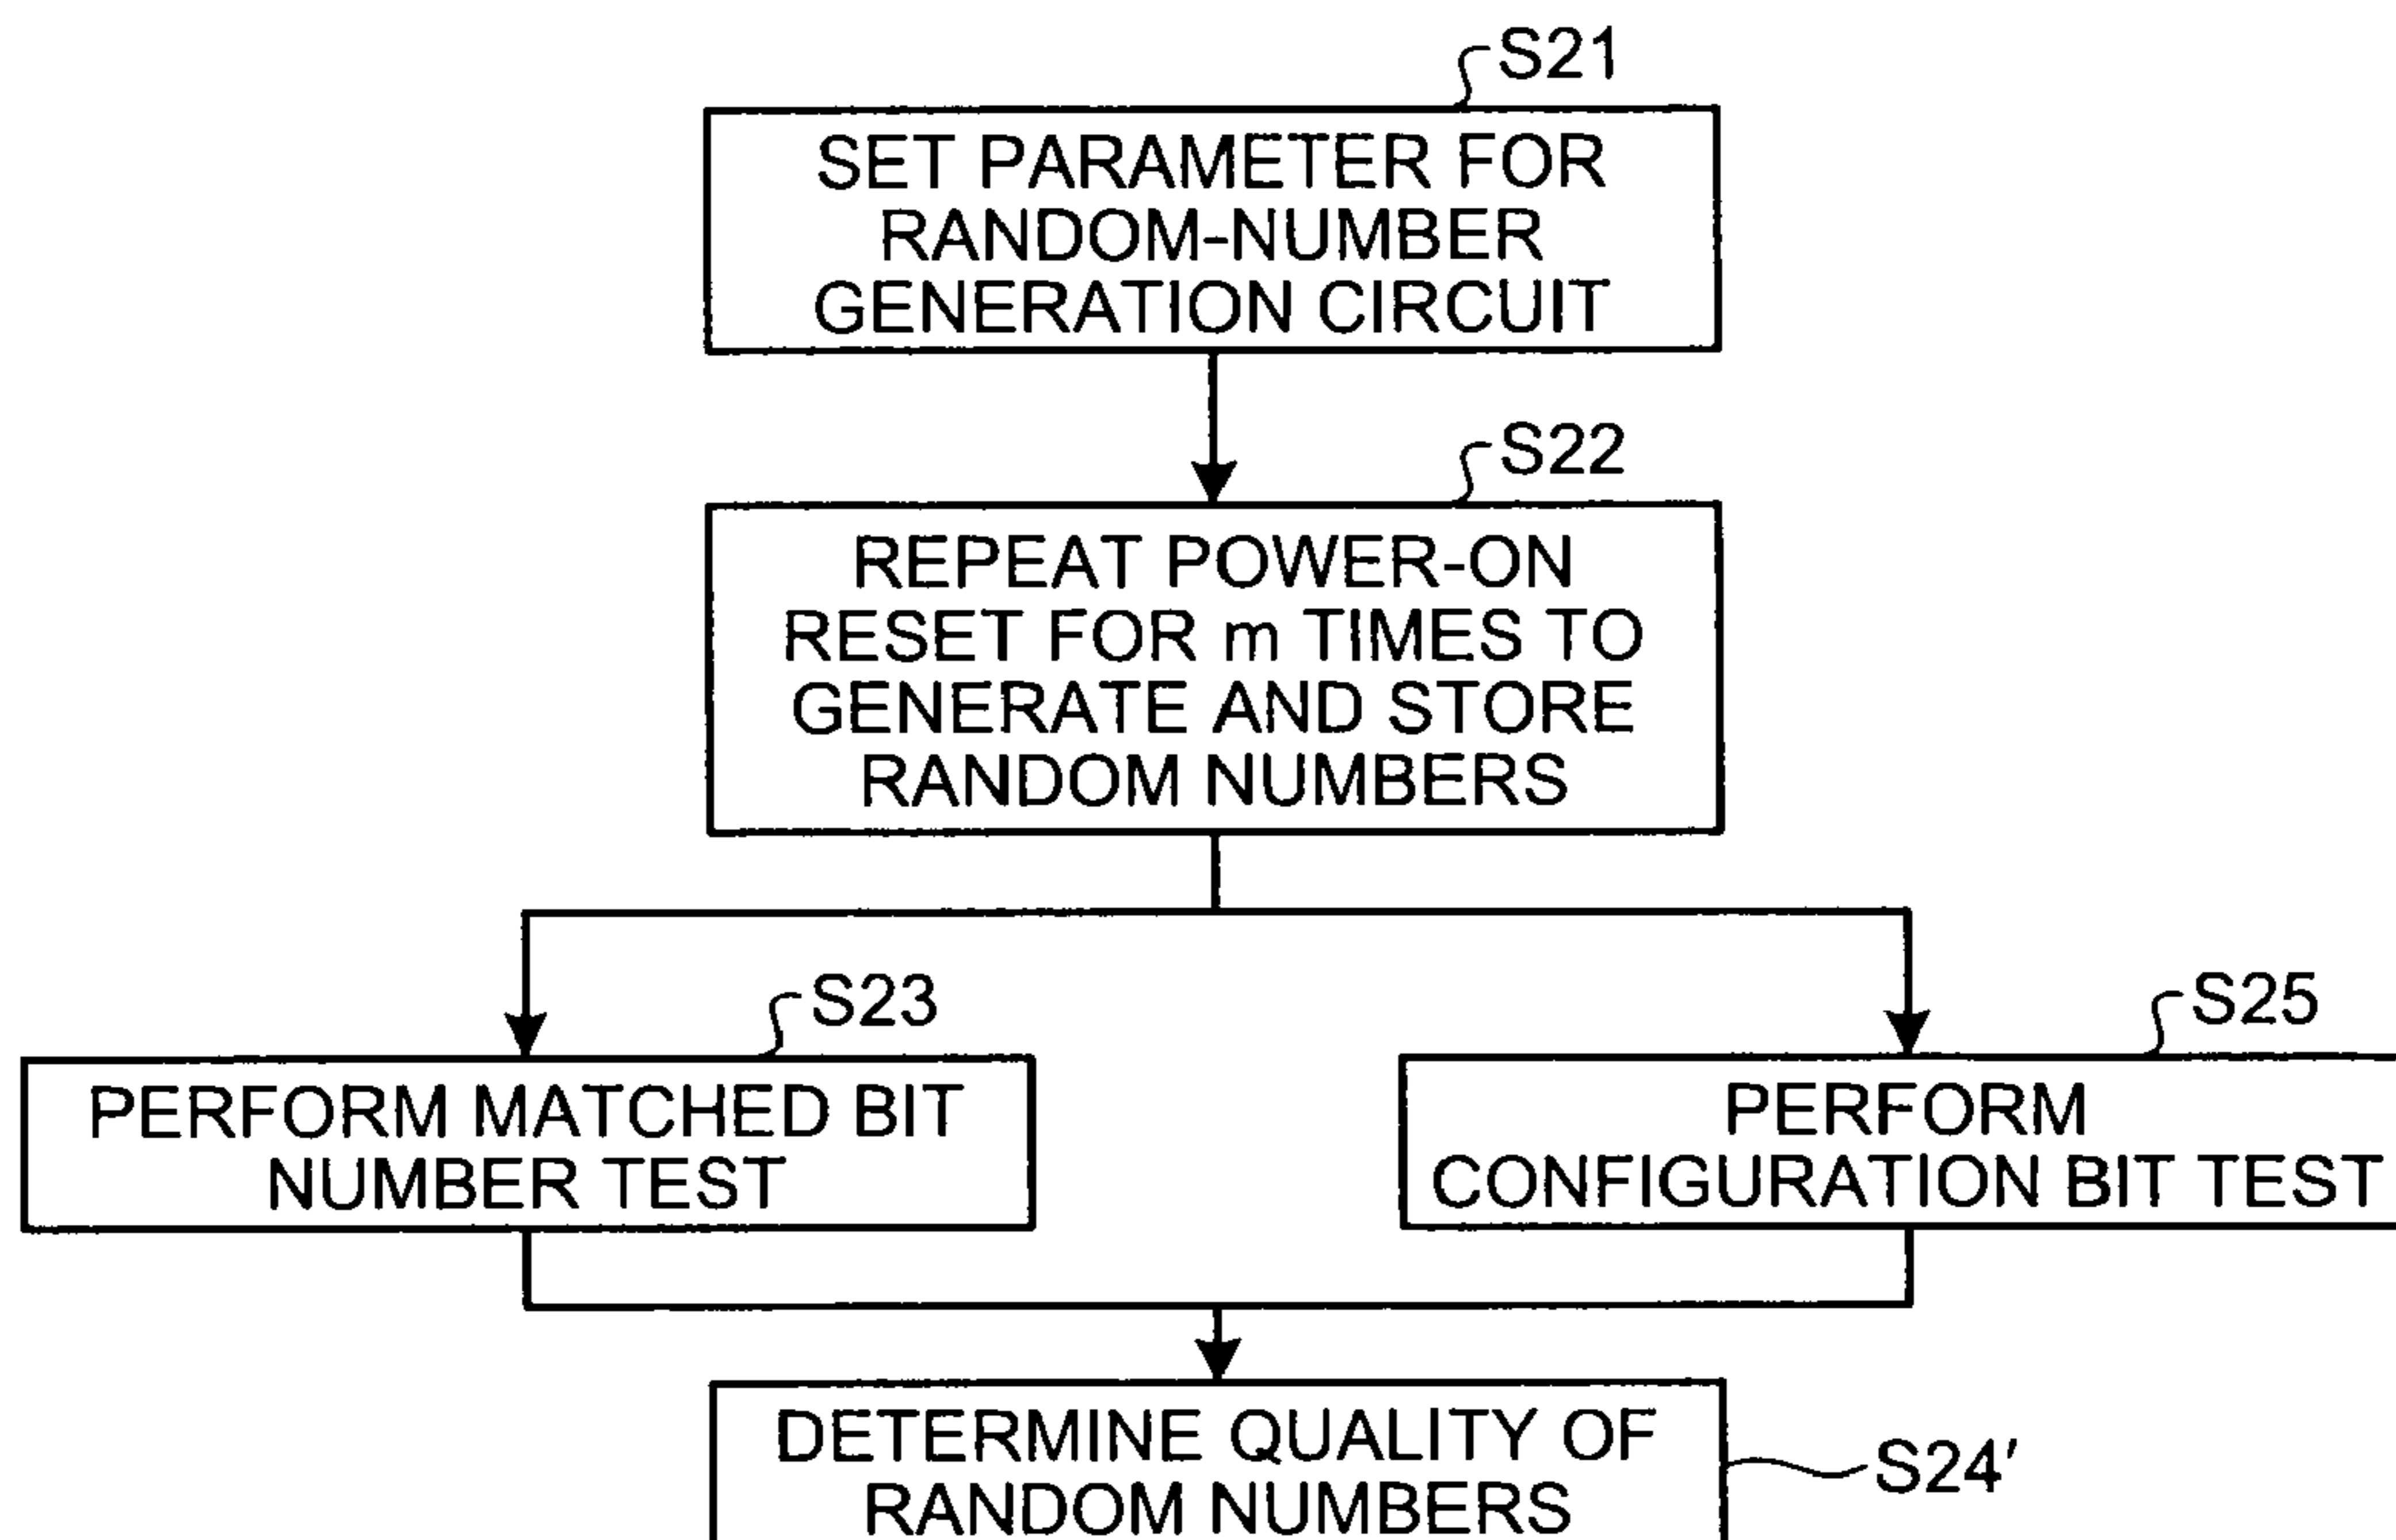 S21
SET PARAMETER FOR
RANDOM-NUMBER
GENERATION CIRCUIT
S22
REPEAT POWER-ON
RESET FOR m TIMES TO
GENERATE AND STORE
RANDOM NUMBERS
S23
PERFORM MATCHED BIT
NUMBER TEST
S25
PERFORM
CONFIGURATION BIT TEST
DETERMINE QUALITY OF
RANDOM NUMBERS
S24′